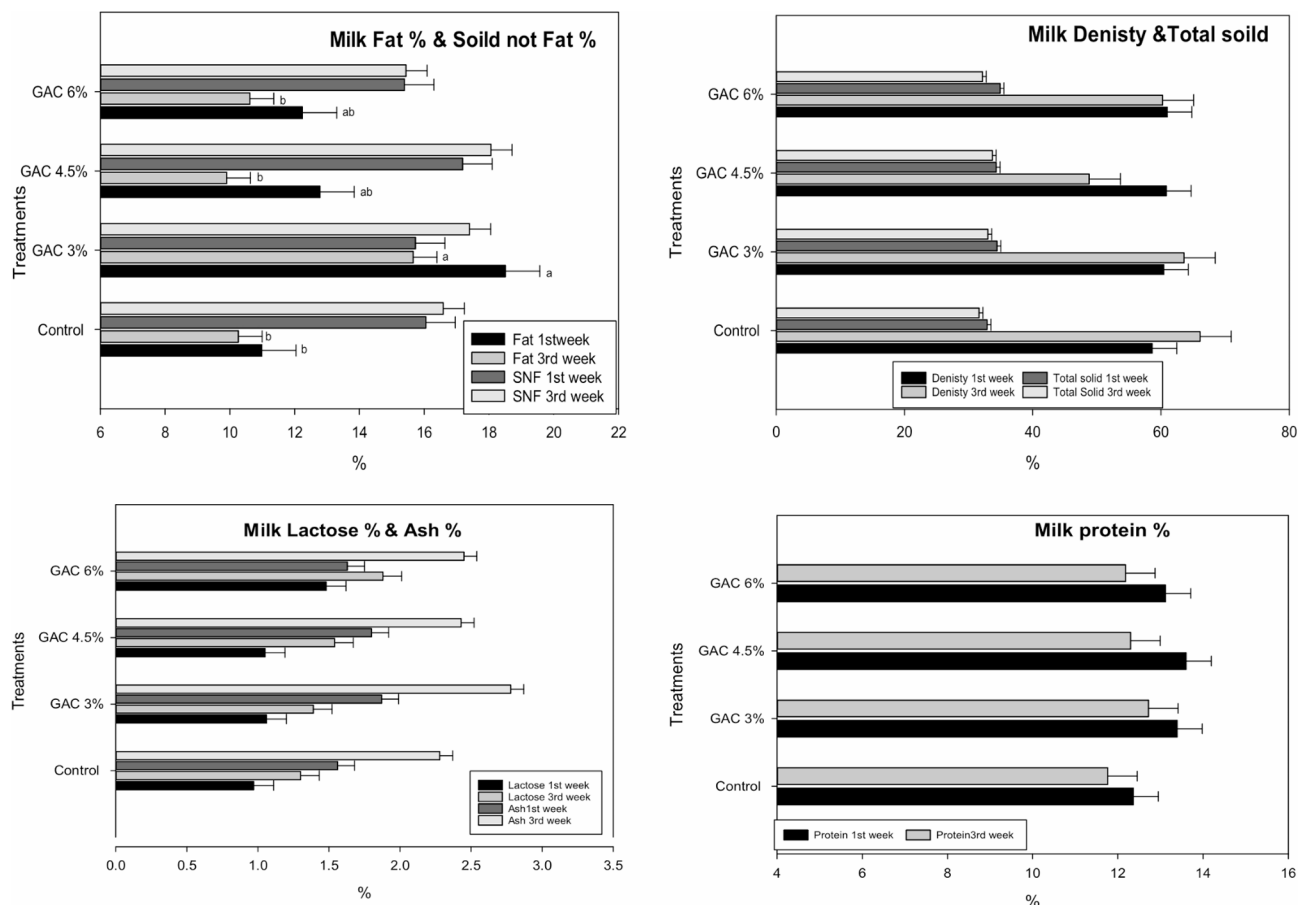 Milk Fat % & Soild not Fat %
GAC 6%
b
ab
GAC 4.5%
b
ab
GAC 3%
a
a
Control
b
b
Treatments
Fat 1stweek
Fat 3rd week
SNF 1st week
SNF 3rd week
6 8 10 12 14 16 18 20 22
%
Milk Denisty &Total soild
GAC 6%
GAC 4.5%
GAC 3%
Control
Treatments
Denisty 1st week Total solid 1st week
Denisty 3rd week Total Solid 3rd week
0 20 40 60 80
%
Milk Lactose % & Ash %
GAC 6%
GAC 4.5%
GAC 3%
Control
Treatments
Lactose 1st week
Lactose 3rd week
Ash1st week
Ash 3rd week
0.0 0.5 1.0 1.5 2.0 2.5 3.0 3.5
%
Milk protein %
GAC 6%
GAC 4.5%
GAC 3%
Control
Treatments
Protein 1st week Protein3rd week
4 6 8 10 12 14 16
%